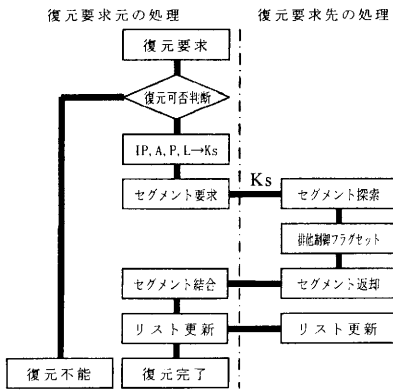 復元要求元の処理
復元要求先の処理
復元要求
復元可否判断
IP, A, P, L→Ks
セグメント要求
Ks
セグメント探索
排他制御フラグセット
セグメント結合
セグメント返却
リスト更新
リスト更新
復元不能
復元完了